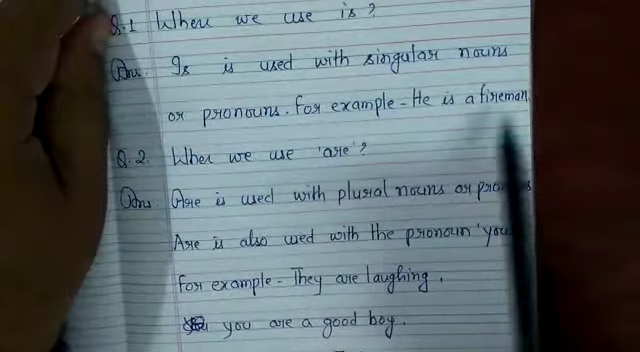 Q.1 When we use is?
Ans. Is is used with singular nouns
or pronouns. For example - He is a fireman
Q.2. When we use 'are'?
Ans Are is used with plural nouns or
Are is also used with the pronoun 'you
For example - They are laughing.
you are a good boy.